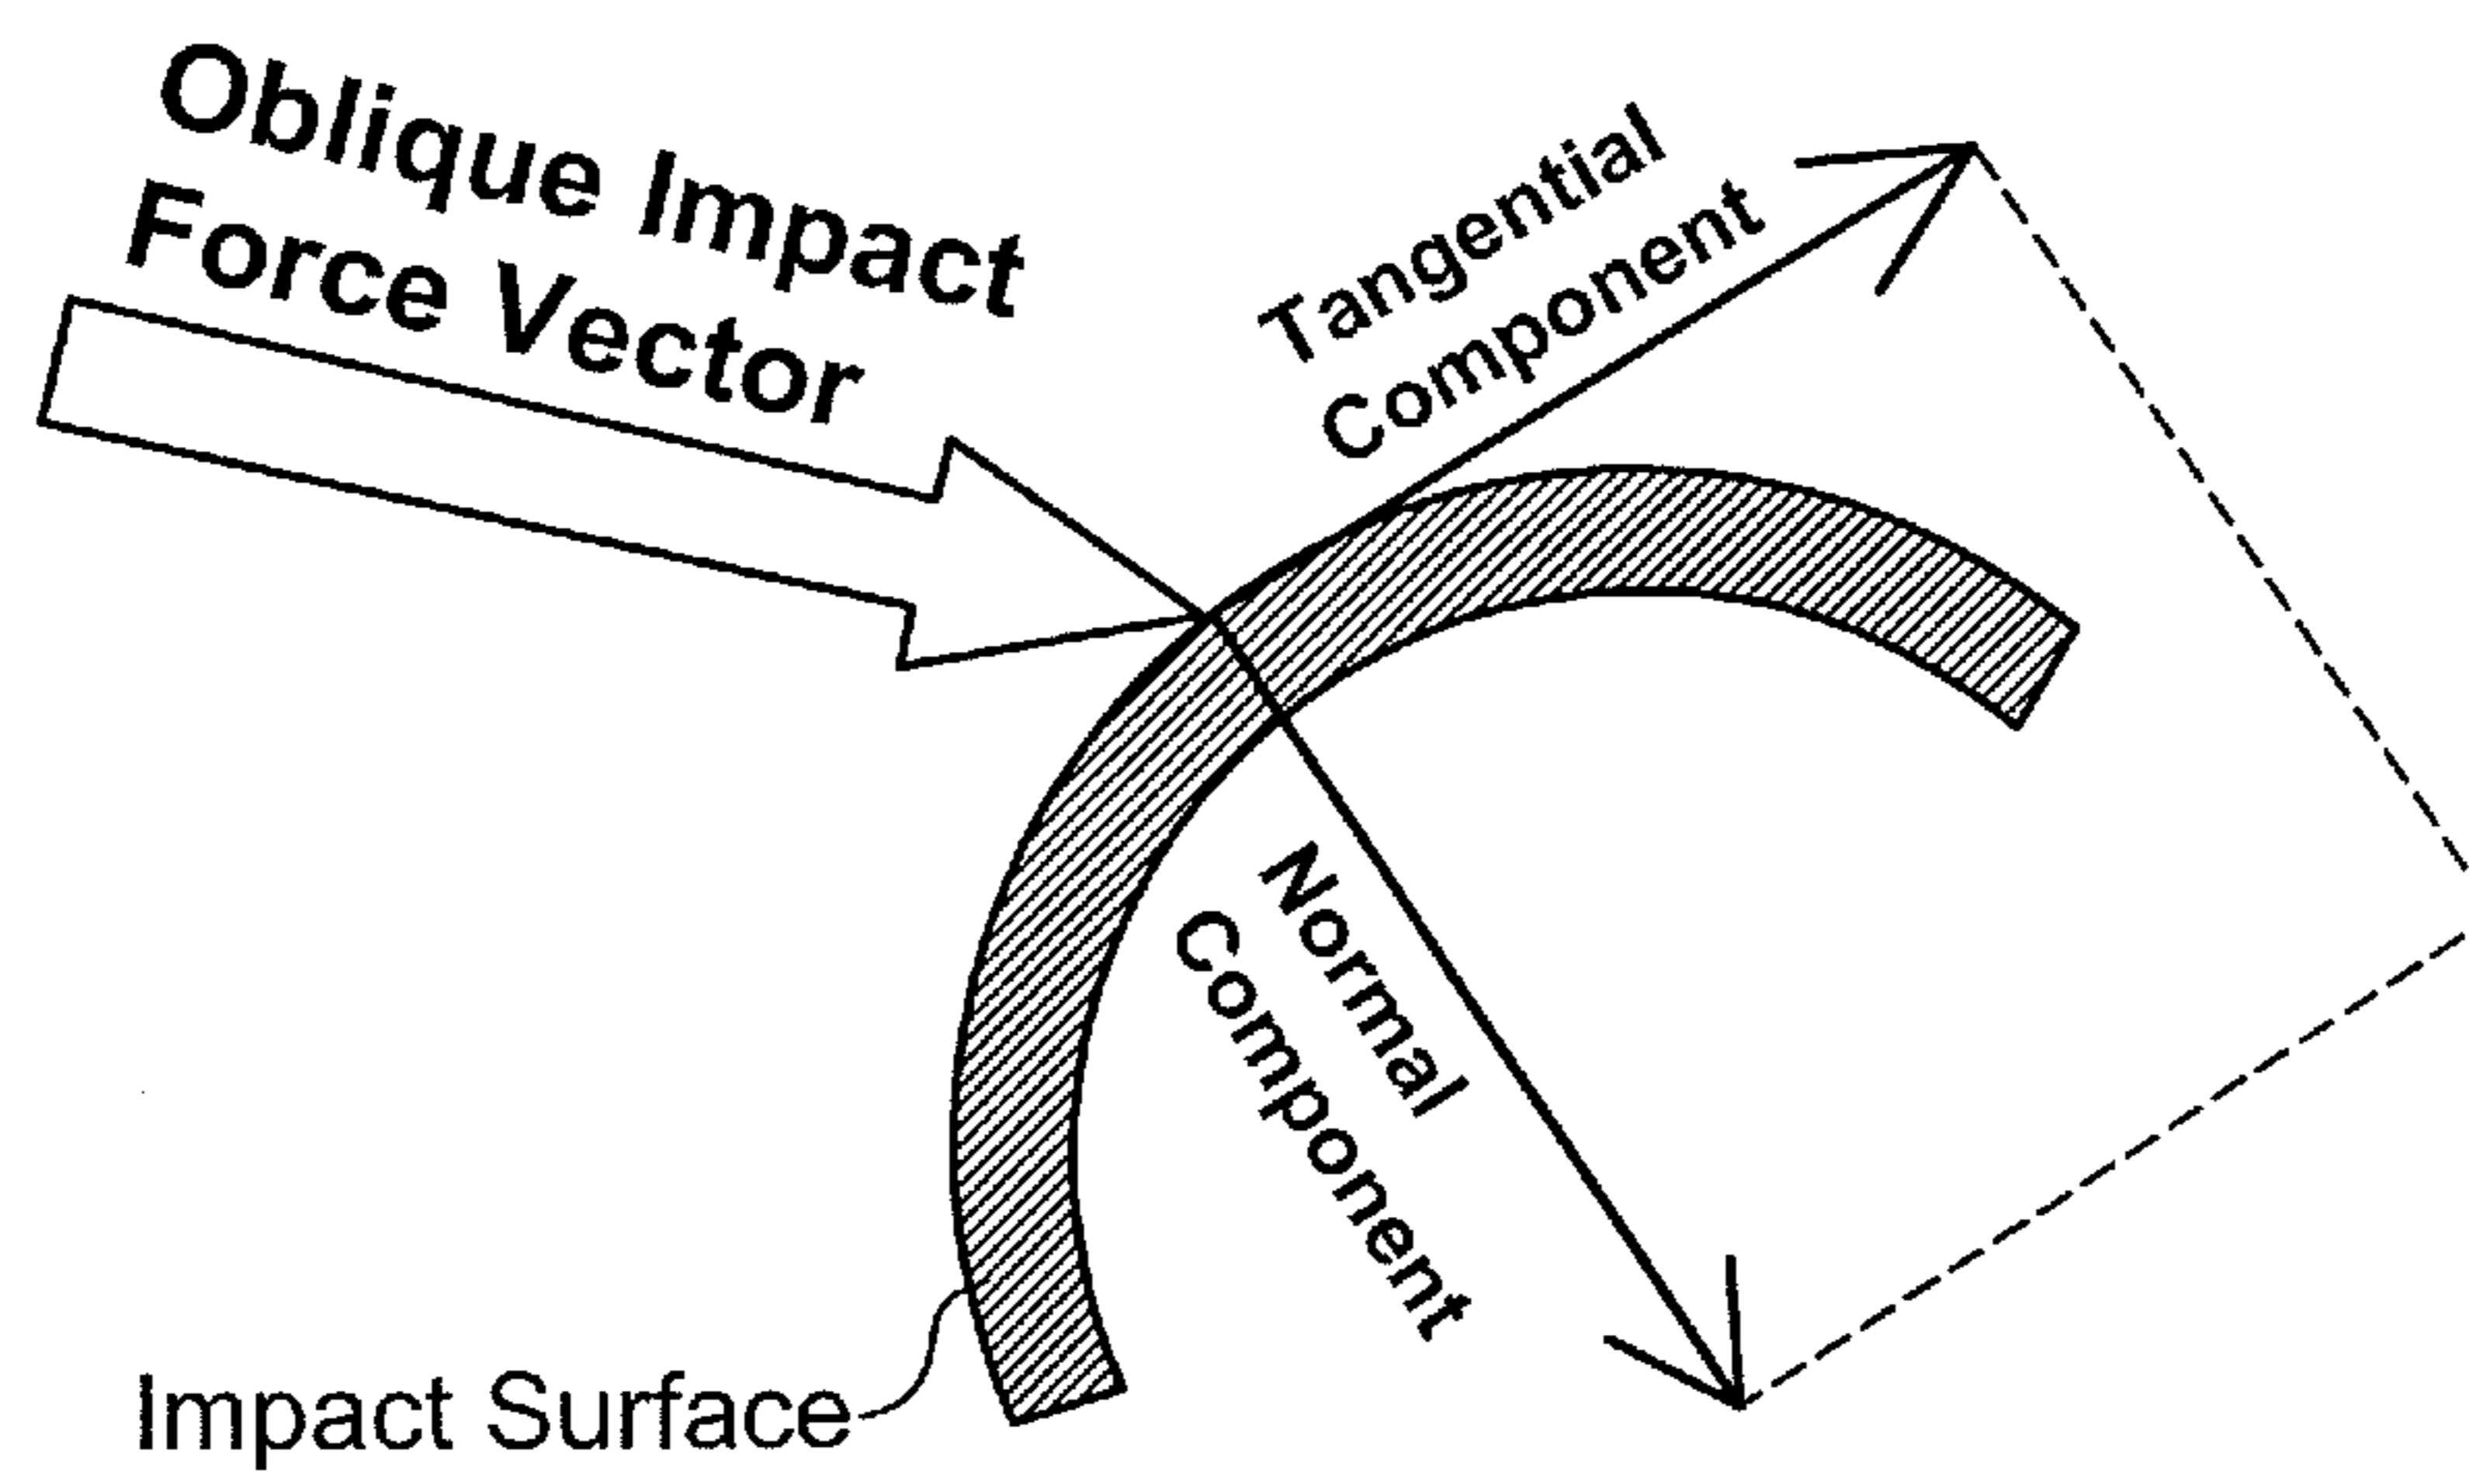 Oblique Impact
Force Vector
Tangential
Component
Normal
Component
Impact Surface